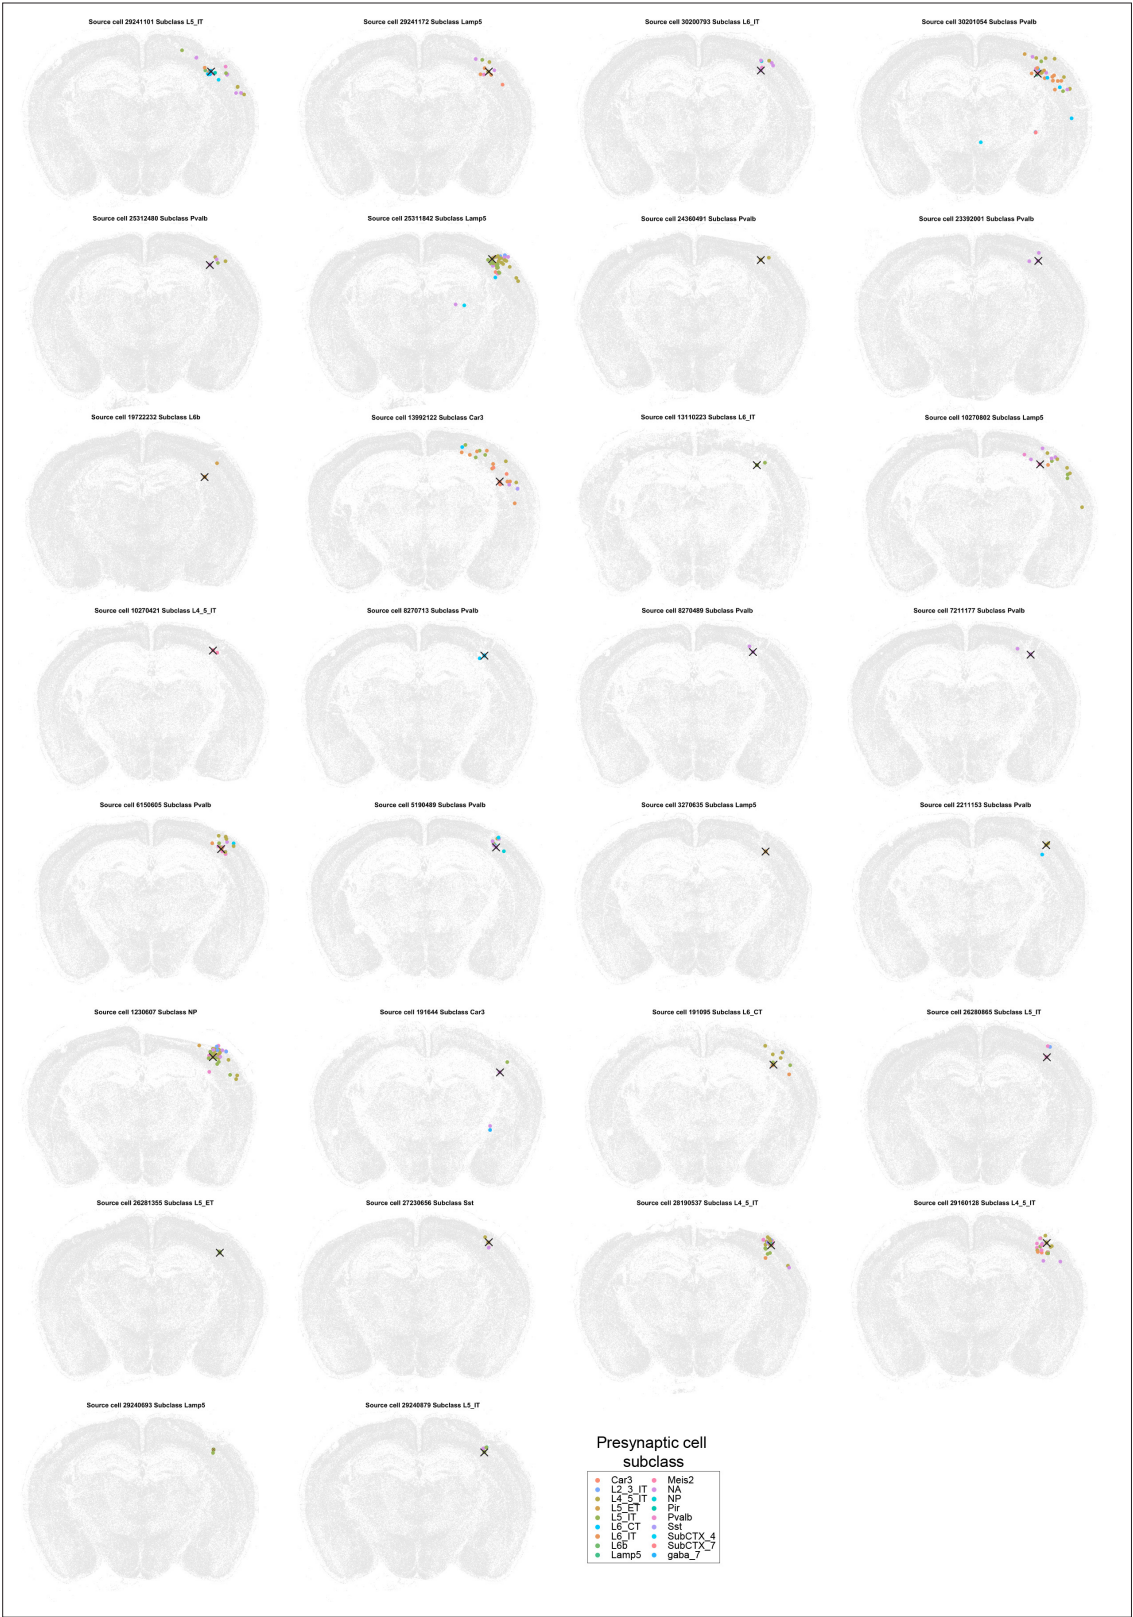 Source cell 29241101 Subclass L5_IT
Source cell 29241172 Subclass Lamp5
Source cell 30200793 Subclass L6_IT
Source cell 30201054 Subclass Pvalb
Source cell 25312480 Subclass Pvalb
Source cell 25311842 Subclass Lamp5
Source cell 24360491 Subclass Pvalb
Source cell 23392001 Subclass Pvalb
Source cell 19722232 Subclass L6b
Source cell 13992122 Subclass Car3
Source cell 13110223 Subclass L6_IT
Source cell 10270802 Subclass Lamp5
Source cell 10270421 Subclass L4_5_IT
Source cell 8270713 Subclass Pvalb
Source cell 8270489 Subclass Pvalb
Source cell 7211177 Subclass Pvalb
Source cell 6150605 Subclass Pvalb
Source cell 5190489 Subclass Pvalb
Source cell 3270635 Subclass Lamp5
Source cell 2211153 Subclass Pvalb
Source cell 1230607 Subclass NP
Source cell 191644 Subclass Car3
Source cell 191095 Subclass L6_CT
Source cell 26280865 Subclass L5_IT
Source cell 26281355 Subclass L5_ET
Source cell 27230656 Subclass Sst
Source cell 28190537 Subclass L4_5_IT
Source cell 29160128 Subclass L4_5_IT
Source cell 29240693 Subclass Lamp5
Source cell 29240879 Subclass L5_IT
Presynaptic cell
subclass
Car3 Meis2
L2_3_IT NA
L4_5_IT NP
L5_ET Pir
L5_IT Pvalb
L6_CT Sst
L6_IT SubCTX_4
L6b SubCTX_7
Lamp5 gaba_7